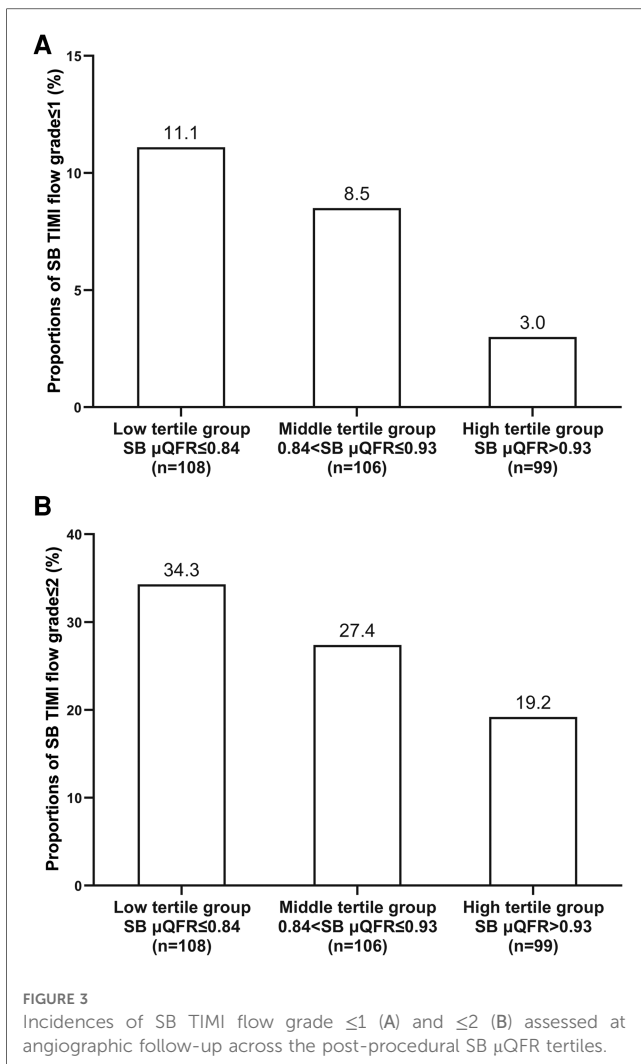 A
Proportions of SB TIMI flow grade≤1 (%)
15
10
5
0
11.1
8.5
3.0
Low tertile group
SB μQFR≤0.84
(n=108)
Middle tertile group
0.84<SB μQFR≤0.93
(n=106)
High tertile group
SB μQFR>0.93
(n=99)
B
Proportions of SB TIMI flow grade≤2 (%)
40
30
20
10
0
34.3
27.4
19.2
Low tertile group
SB μQFR≤0.84
(n=108)
Middle tertile group
0.84<SB μQFR≤0.93
(n=106)
High tertile group
SB μQFR>0.93
(n=99)
FIGURE 3
Incidences of SB TIMI flow grade ≤1 (A) and ≤2 (B) assessed at
angiographic follow-up across the post-procedural SB μQFR tertiles.